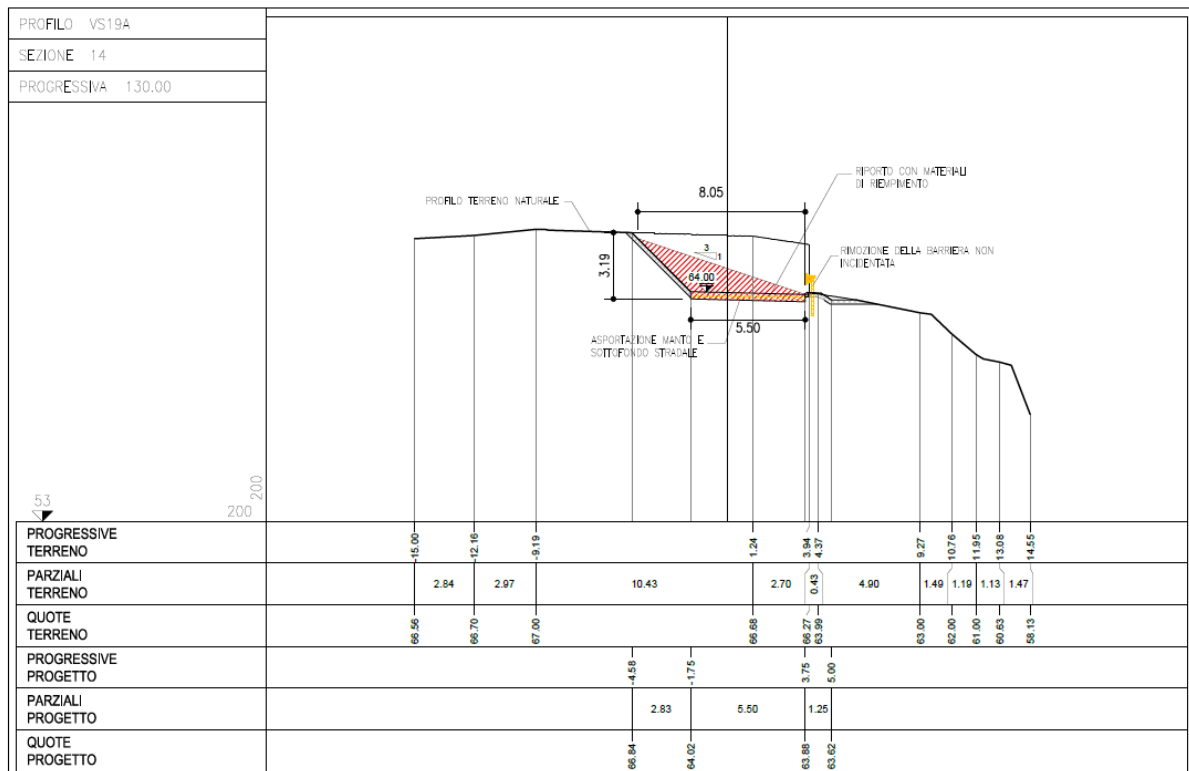 PROFILO VS19A
SEZIONE 14
PROGRESSIVA 130.00
RIPORTO CON MATERIALI
DI RIEMPIMENTO
8.05
PROFILO TERRENO NATURALE
3
1
RIMOZIONE DELLA BARRIERA NON
INCIDENTATA
3.19
64.00
5.50
ASPORTAZIONE MANTO E
SOTTOFONDO STRADALE
53
200
200
PROGRESSIVE
TERRENO
-15.00 -12.16 -9.19 1.24 3.94 4.37 9.27 10.76 11.95 13.08 14.55
PARZIALI
TERRENO
2.84 2.97 10.43 2.70 0.43 4.90 1.49 1.19 1.13 1.47
QUOTE
TERRENO
66.56 66.70 67.00 66.68 66.27 63.99 63.00 62.00 61.00 60.63 58.13
PROGRESSIVE
PROGETTO
-4.58 -1.75 3.75 5.00
PARZIALI
PROGETTO
2.83 5.50 1.25
QUOTE
PROGETTO
66.84 64.02 63.88 63.62